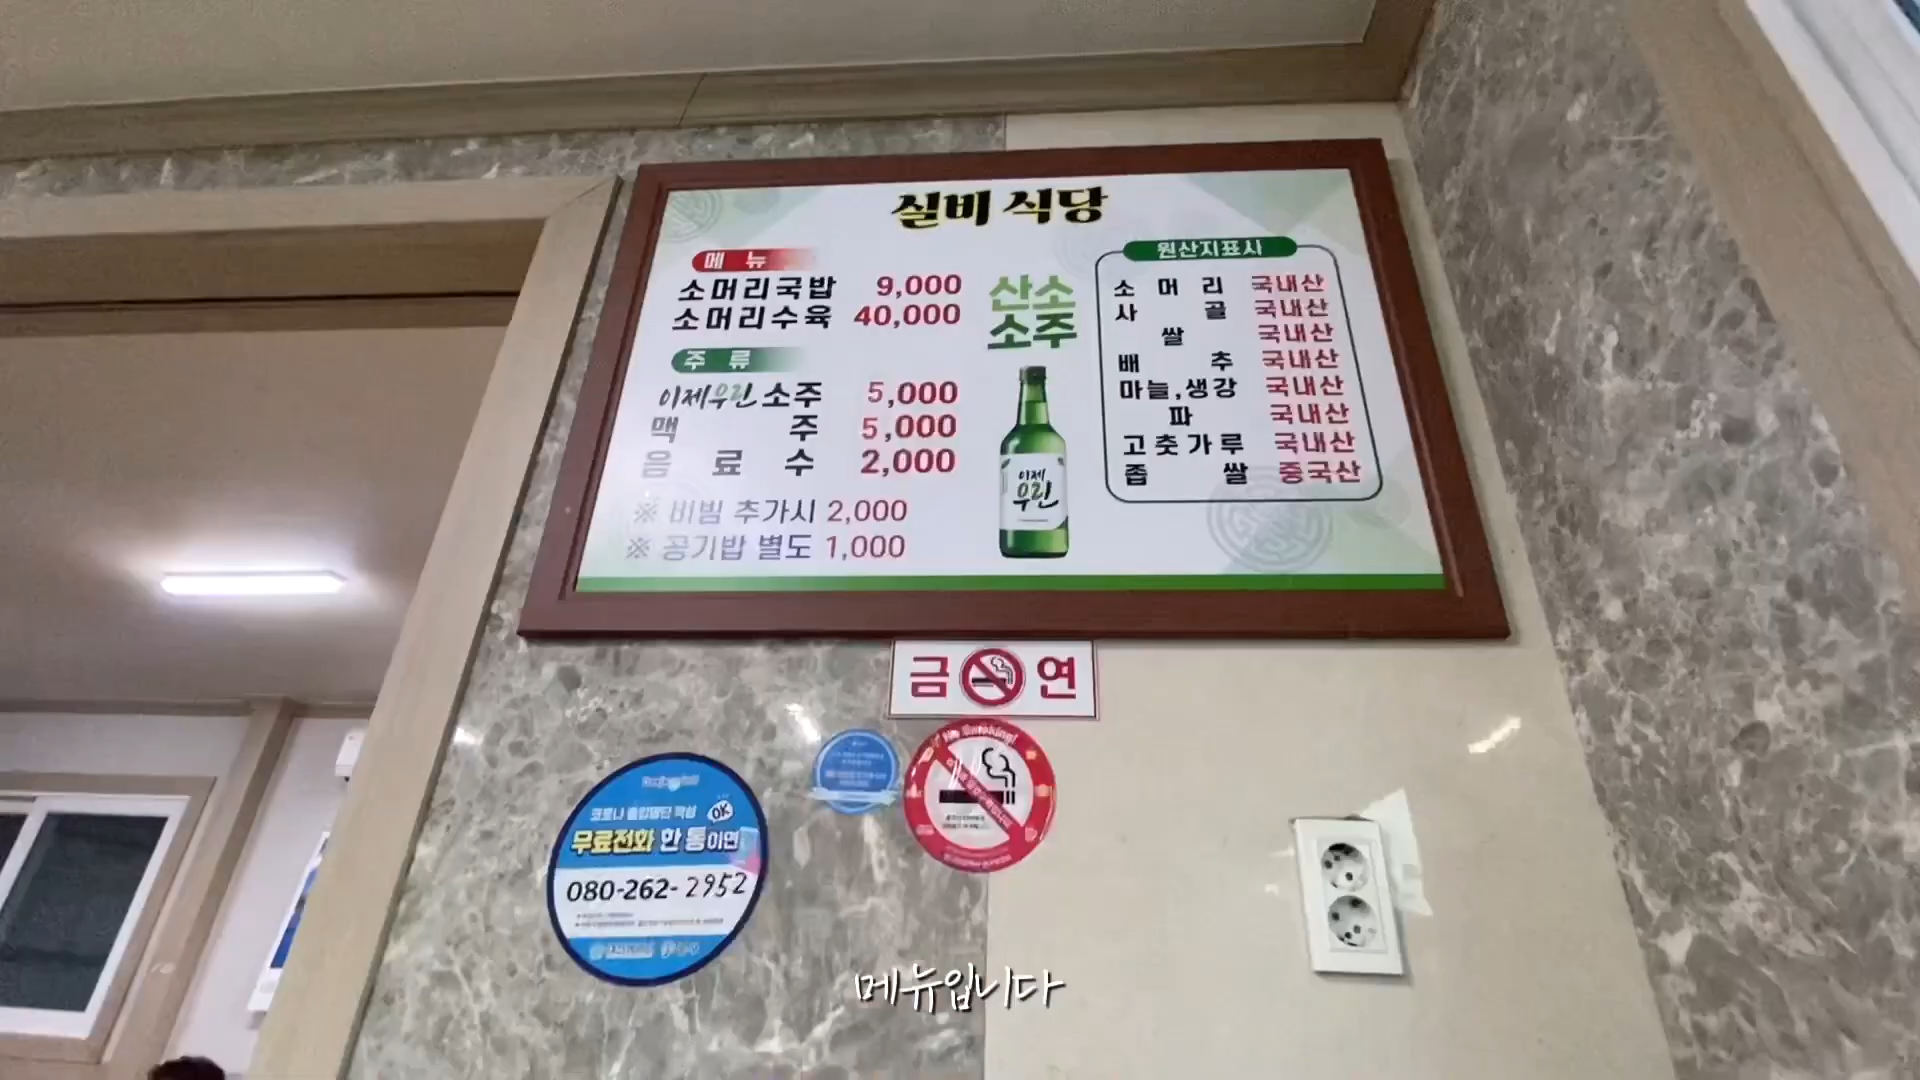 실비 식당
메뉴
소머리국밥 9,000
소머리수육 40,000
주류
이제우린 소주 5,000
맥주 5,000
음료수 2,000
※ 비빔 추가시 2,000
※ 공기밥 별도 1,000
산소
소주
이제
우린
원산지표시
소머리 국내산
사골 국내산
쌀 국내산
배추 국내산
마늘,생강 국내산
파 국내산
고춧가루 국내산
좁쌀 중국산
금연
No Smoking!
코로나 출입명단 작성 OK
무료전화 한 통이면
080-262-2952
메뉴입니다